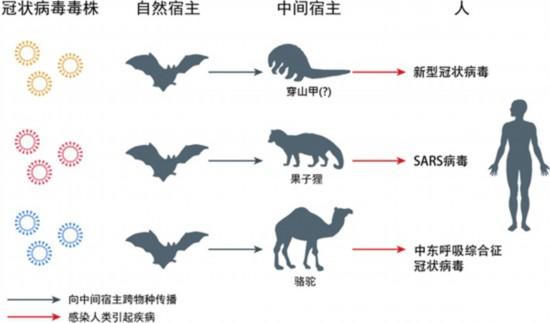 冠状病毒毒株 自然宿主 中间宿主 人
穿山甲(?)
新型冠状病毒
果子狸
SARS病毒
骆驼
中东呼吸综合征
冠状病毒
向中间宿主跨物种传播
感染人类引起疾病